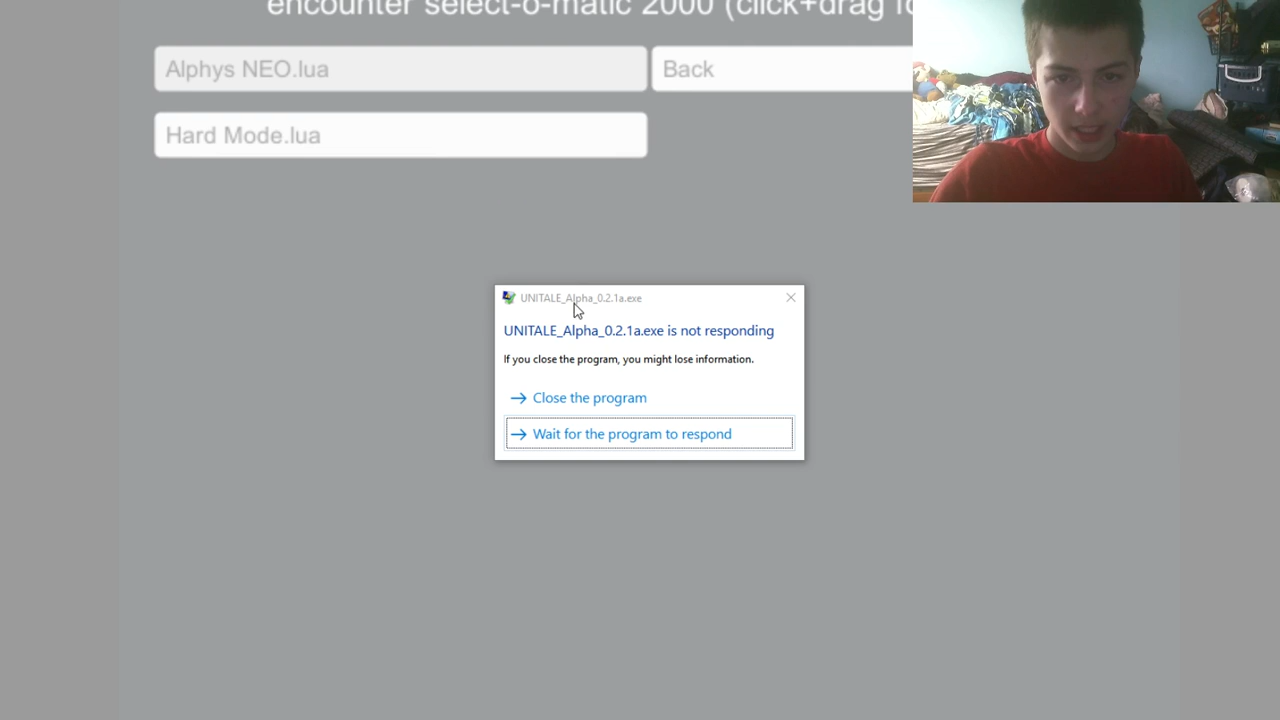 encounter select-o-matic 2000 (click+drag
Alphys NEO.lua
Back
Hard Mode.lua
UNITALE_Alpha_0.2.1a.exe
UNITALE_Alpha_0.2.1a.exe is not responding
If you close the program, you might lose information.
Close the program
Wait for the program to respond